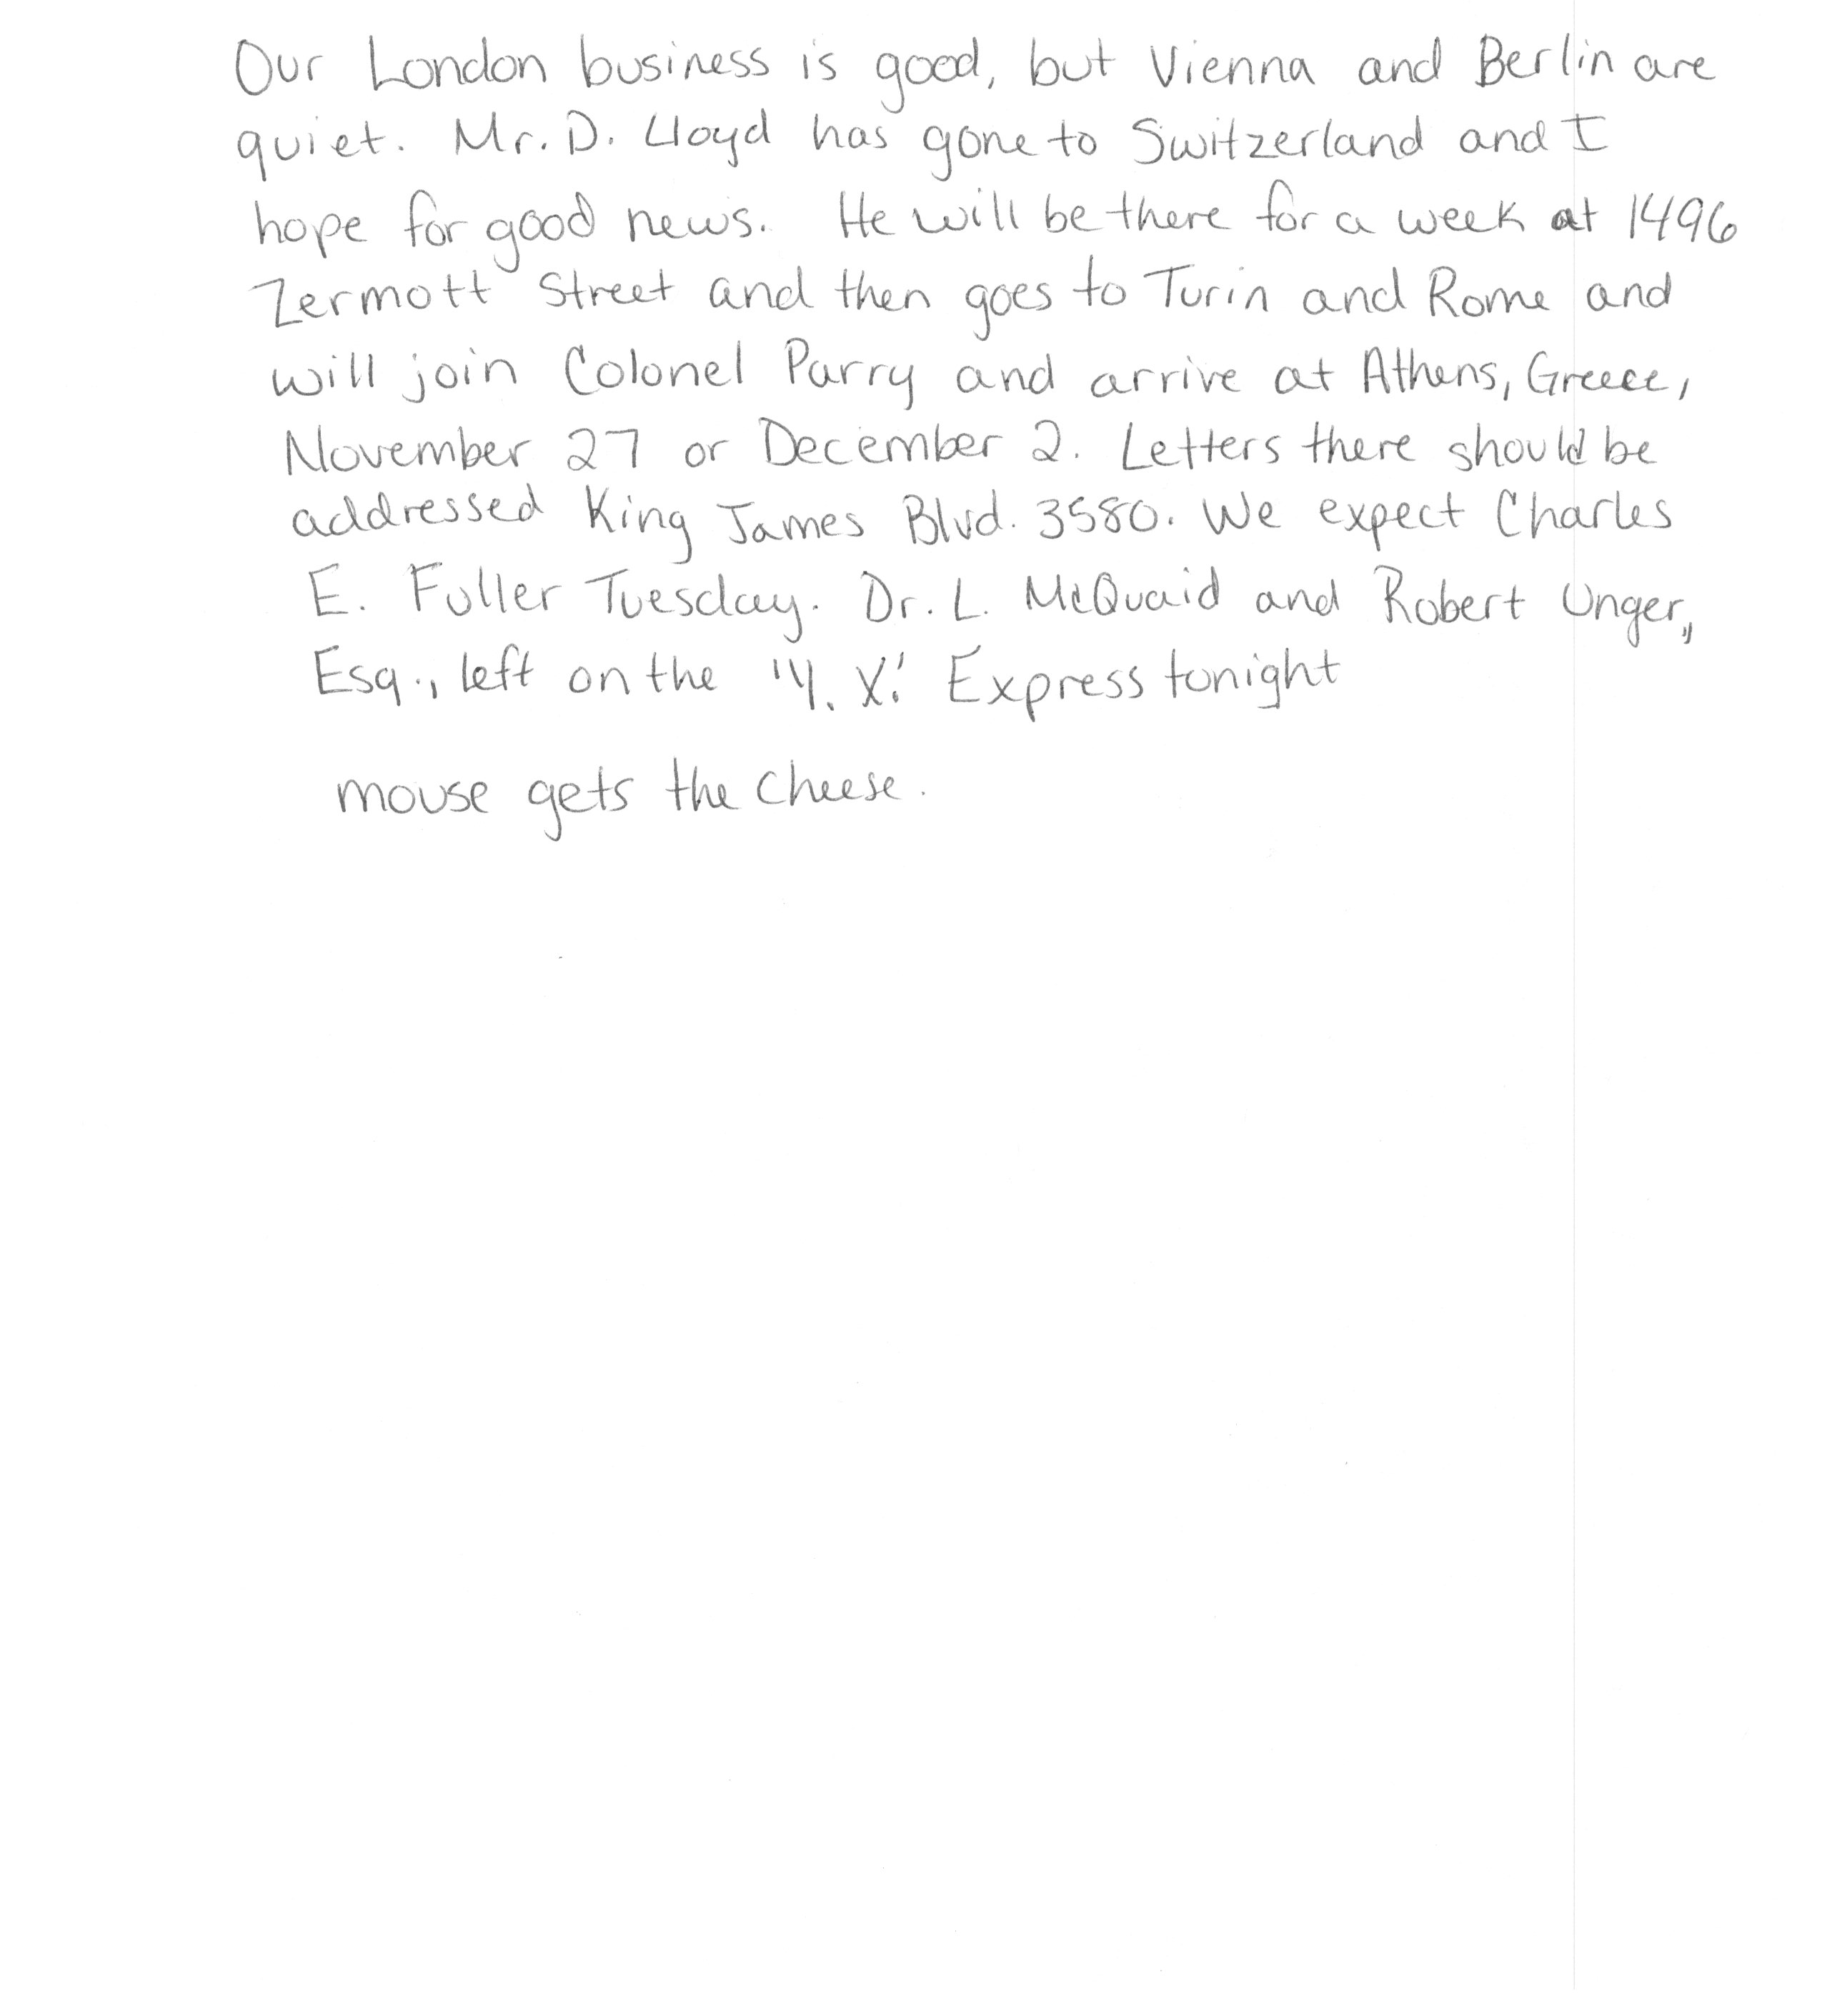 Our London business is good, but Vienna and Berlin are
quiet. Mr. D. Lloyd has gone to Switzerland and I
hope for good news. He will be there for a week at 1496
Zermott Street and then goes to Turin and Rome and
will join Colonel Parry and arrive at Athens, Greece,
November 27 or December 2. Letters there should be
addressed King James Blvd. 3580. We expect Charles
E. Fuller Tuesday. Dr. L. McQuaid and Robert Unger,,
Esq., left on the "Y. X." Express tonight
mouse gets the cheese.